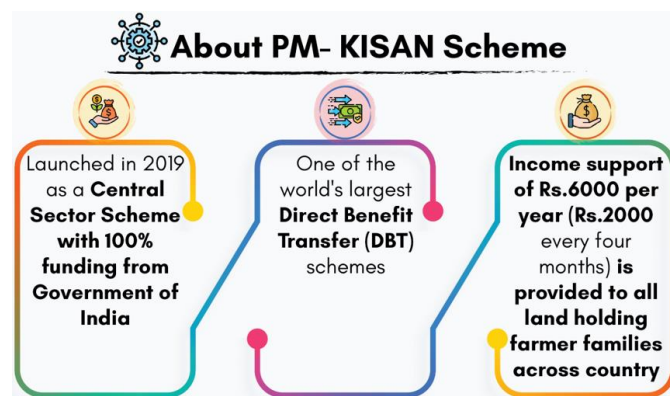 About PM- KISAN Scheme
Launched in 2019
as a Central
Sector Scheme
with 100%
funding from
Government of
India
One of the
world's largest
Direct Benefit
Transfer (DBT)
schemes
Income support
of Rs.6000 per
year (Rs.2000
every four
months) is
provided to all
land holding
farmer families
across country